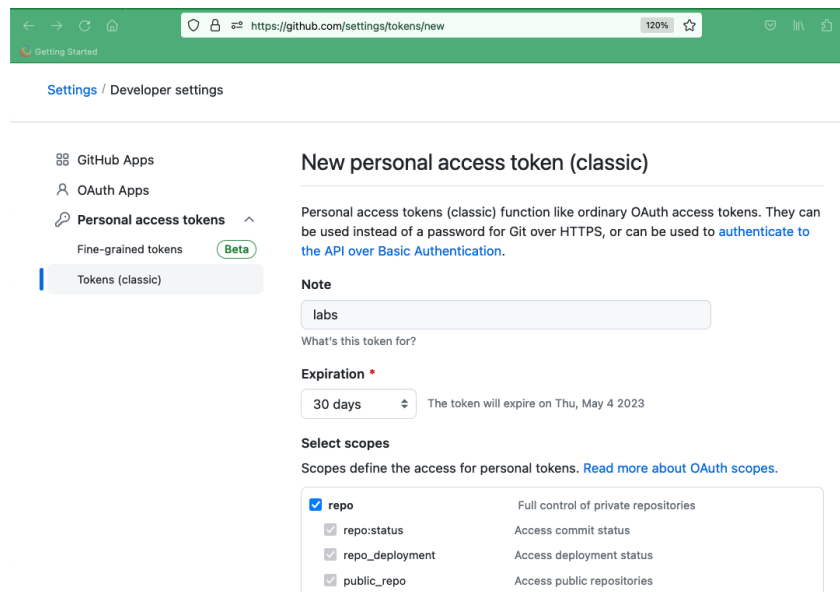 https://github.com/settings/tokens/new
120%
Getting Started
Settings / Developer settings
GitHub Apps
OAuth Apps
Personal access tokens
Fine-grained tokens Beta
Tokens (classic)
New personal access token (classic)
Personal access tokens (classic) function like ordinary OAuth access tokens. They can
be used instead of a password for Git over HTTPS, or can be used to authenticate to
the API over Basic Authentication.
Note
labs
What's this token for?
Expiration *
30 days The token will expire on Thu, May 4 2023
Select scopes
Scopes define the access for personal tokens. Read more about OAuth scopes.
repo Full control of private repositories
repo:status Access commit status
repo_deployment Access deployment status
public_repo Access public repositories